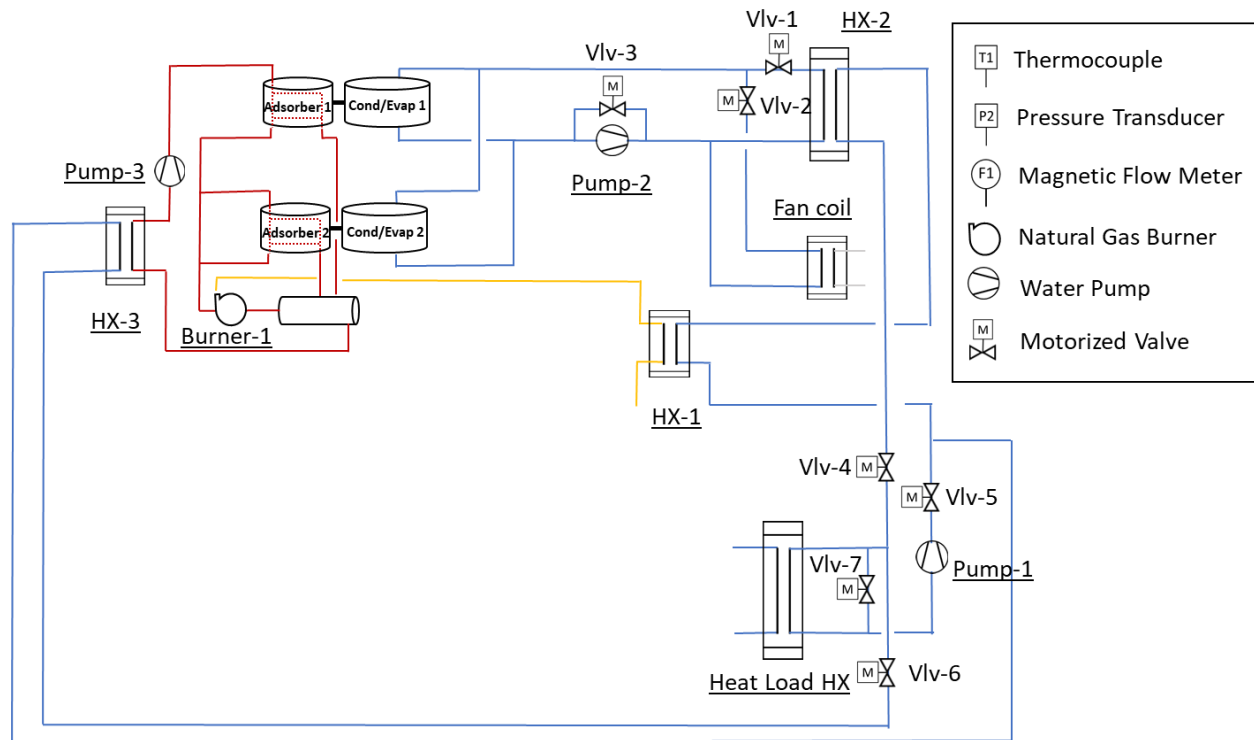 Vlv-1
HX-2
Vlv-3
M
T1
Thermocouple
M
Adsorber 1
Cond/Evap 1
M
Vlv-2
P2
Pressure Transducer
Pump-3
Pump-2
F1
Magnetic Flow Meter
Fan coil
Adsorber 2
Cond/Evap 2
Natural Gas Burner
Water Pump
HX-3
Burner-1
M
Motorized Valve
HX-1
Vlv-4
M
M
Vlv-5
Vlv-7
M
Pump-1
Heat Load HX
M
Vlv-6